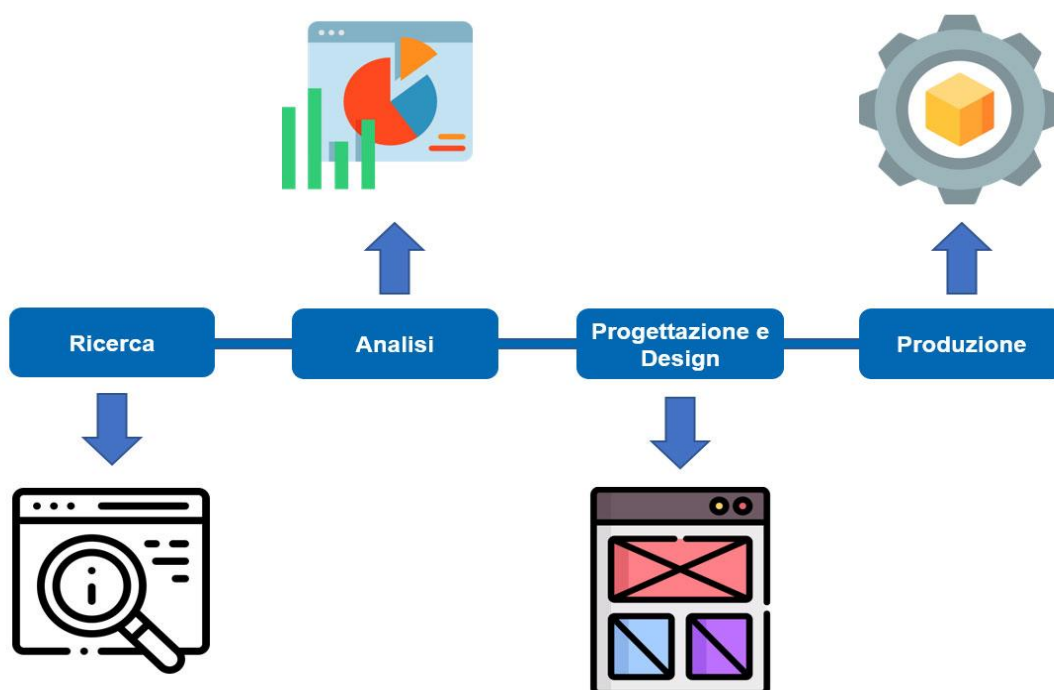 Ricerca
Analisi
Progettazione e
Design
Produzione